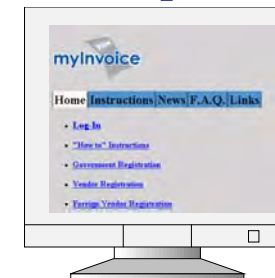 myInvoice
Home Instructions News F.A.Q. Links
Log In
"How to" Instructions
Government Registration
Vendor Registration
Foreign Vendor Registration